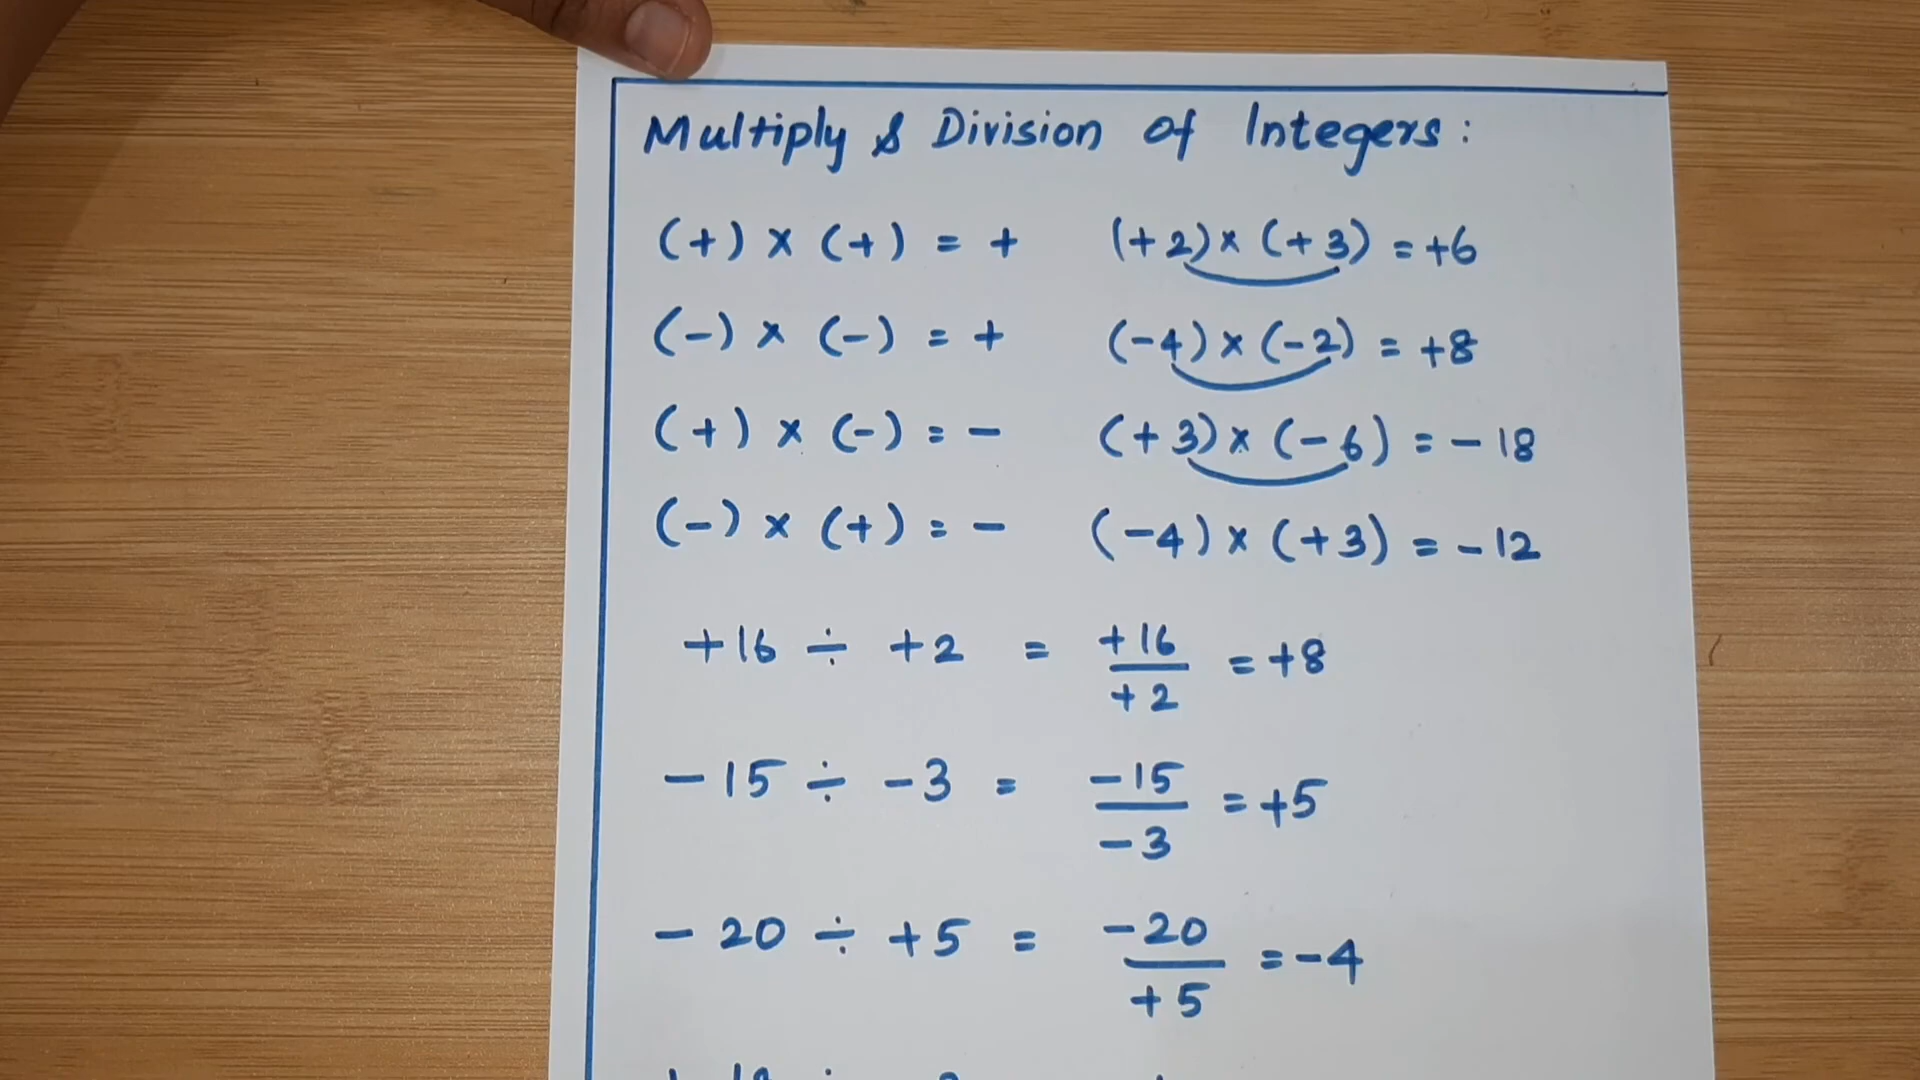 Multiply & Division of Integers:
(+) × (+) = + (+2) × (+3) = +6
(-) × (-) = + (-4) × (-2) = +8
(+) × (-) = - (+3) × (-6) = -18
(-) × (+) = - (-4) × (+3) = -12
+16 ÷ +2 = +16/+2 = +8
-15 ÷ -3 = -15/-3 = +5
-20 ÷ +5 = -20/+5 = -4